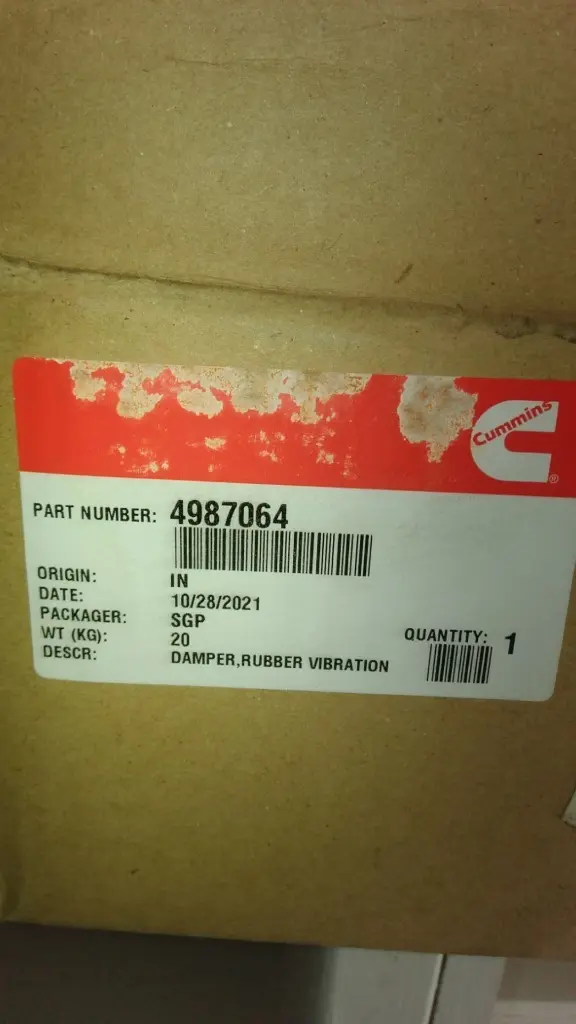 Cummins
®
PART NUMBER: 4987064
ORIGIN: IN
DATE: 10/28/2021
PACKAGER: SGP
WT (KG): 20
QUANTITY: 1
DESCR: DAMPER,RUBBER VIBRATION